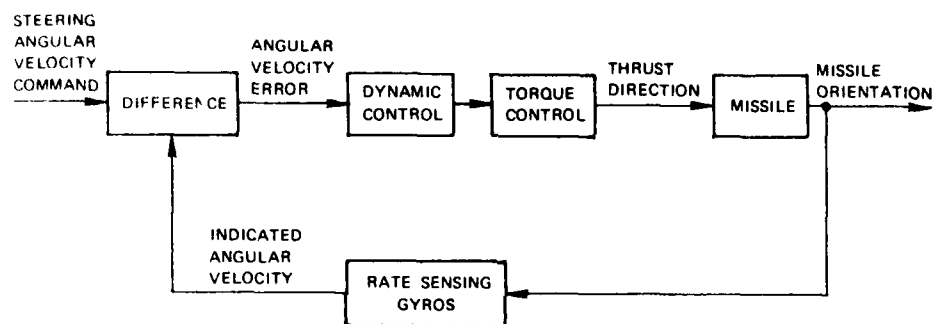 STEERING
ANGULAR
VELOCITY
COMMAND
DIFFERENCE
ANGULAR
VELOCITY
ERROR
DYNAMIC
CONTROL
TORQUE
CONTROL
THRUST
DIRECTION
MISSILE
MISSILE
ORIENTATION
INDICATED
ANGULAR
VELOCITY
RATE SENSING
GYROS